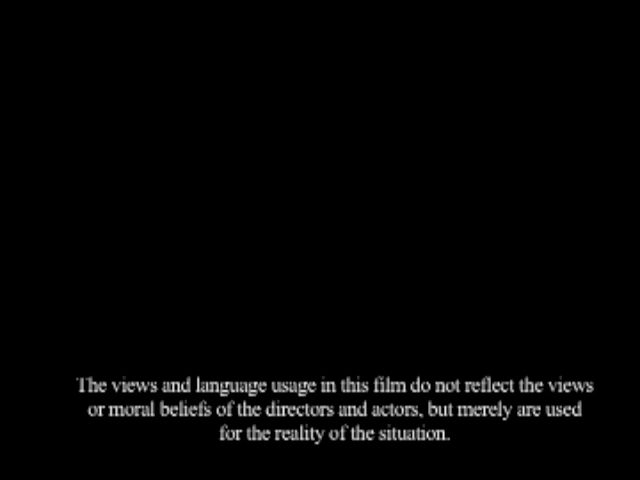 The views and language usage in this film do not reflect the views
or moral beliefs of the directors and actors, but merely are used
for the reality of the situation.